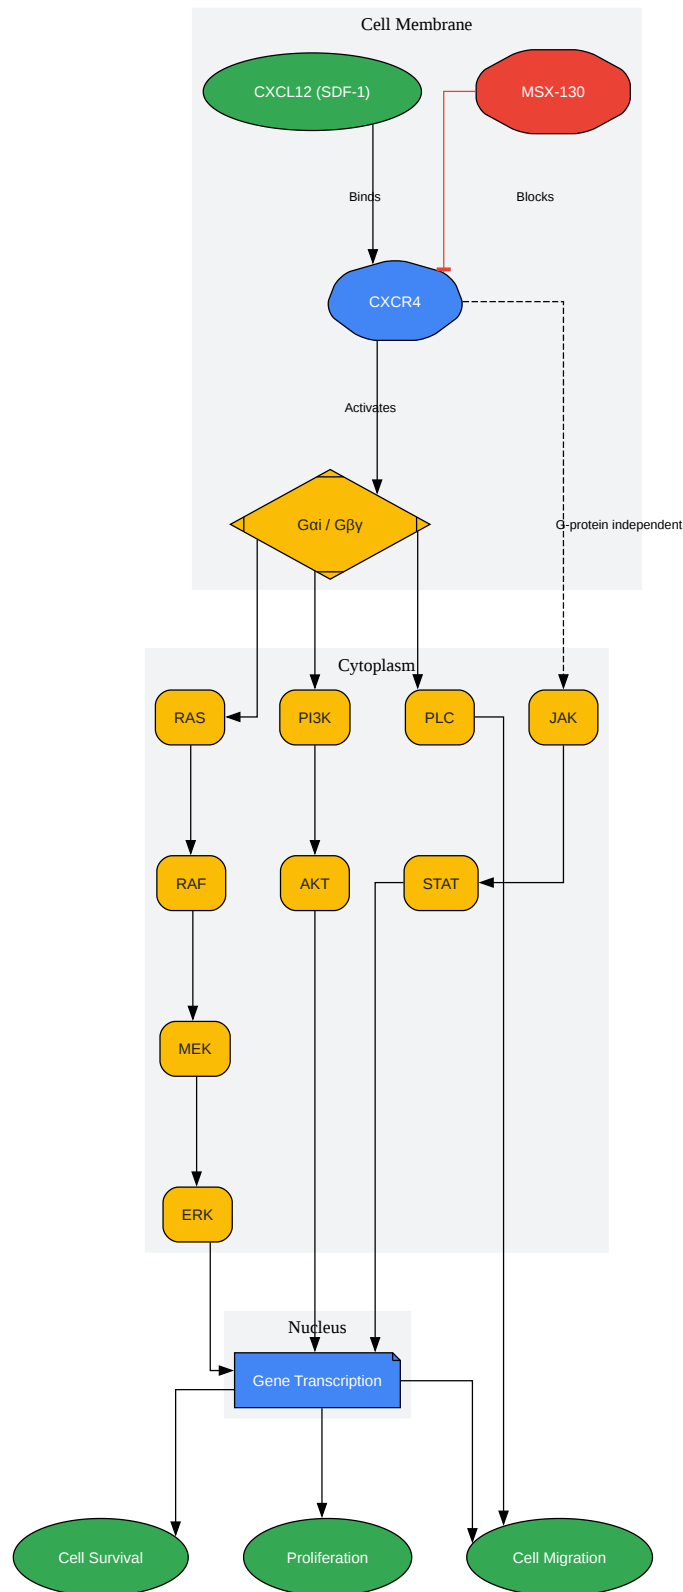 Cell Membrane
CXCL12 (SDF-1)
MSX-130
Binds
Blocks
CXCR4
Activates
Gαi / Gβγ
G-protein independent
Cytoplasm
RAS
PI3K
PLC
JAK
RAF
AKT
STAT
MEK
ERK
Nucleus
Gene Transcription
Cell Survival
Proliferation
Cell Migration